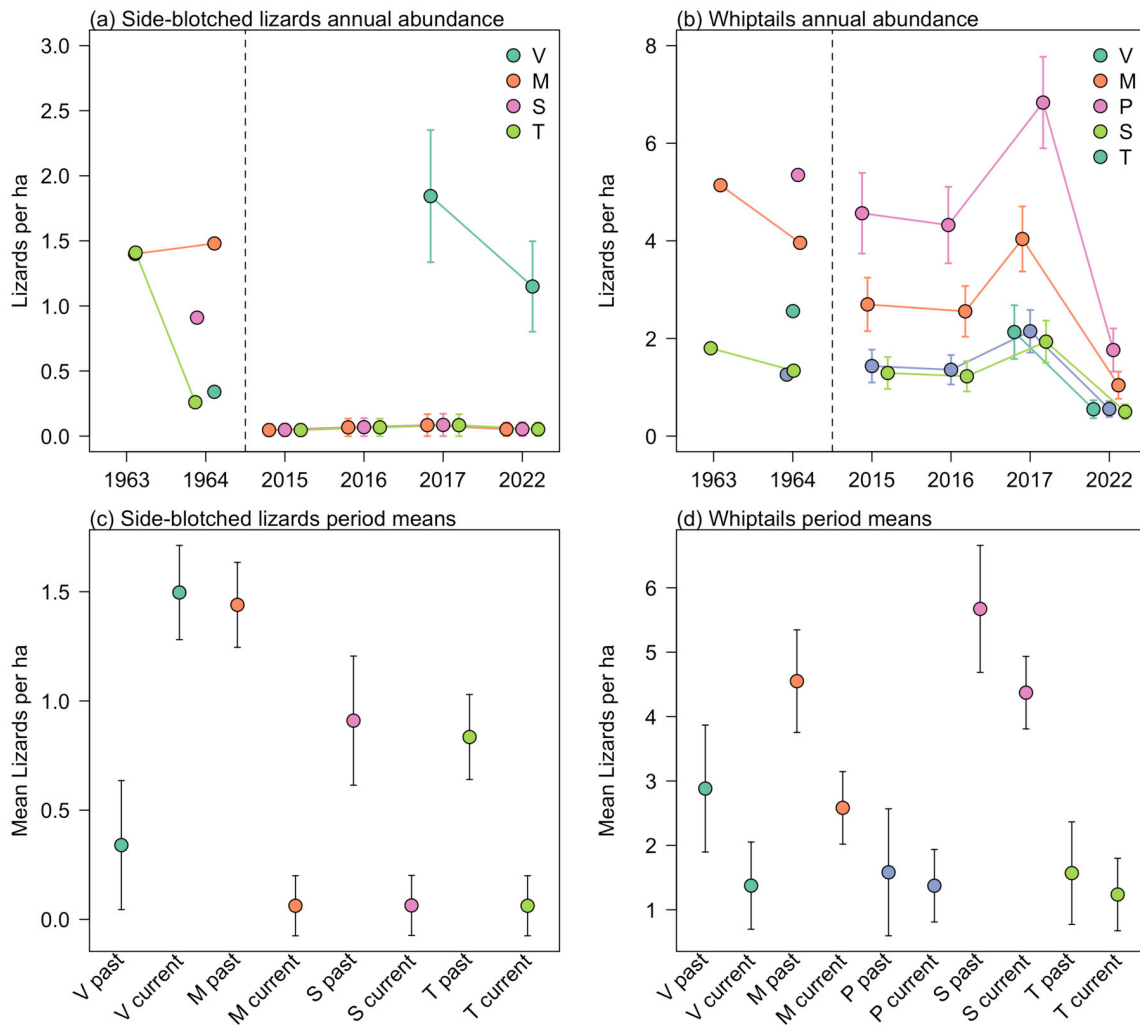 (a) Side-blotched lizards annual abundance
3.0
2.5
2.0
1.5
1.0
0.5
0.0
Lizards per ha
V
M
S
T
1963
1964
2015
2016
2017
2022
(b) Whiptails annual abundance
8
6
4
2
0
Lizards per ha
V
M
P
S
T
1963
1964
2015
2016
2017
2022
(c) Side-blotched lizards period means
1.5
1.0
0.5
0.0
Mean Lizards per ha
V past
V current
M past
M current
S past
S current
T past
T current
(d) Whiptails period means
6
5
4
3
2
1
Mean Lizards per ha
V past
V current
M past
M current
P past
P current
S past
S current
T past
T current